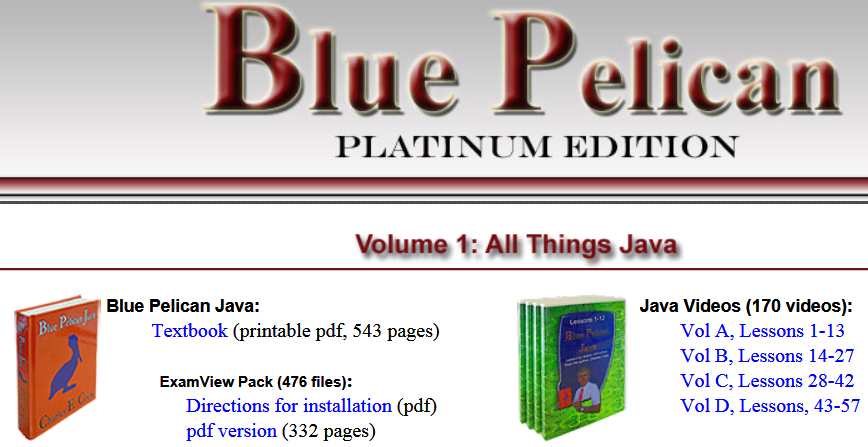 Blue Pelican
PLATINUM EDITION
Volume 1: All Things Java
Blue Pelican Java:
Textbook (printable pdf, 543 pages)
ExamView Pack (476 files):
Directions for installation (pdf)
pdf version (332 pages)
Blue Pelican Java
Java Videos (170 videos):
Vol A, Lessons 1-13
Vol B, Lessons 14-27
Vol C, Lessons 28-42
Vol D, Lessons, 43-57
Lessons 1-13
Blue Pelican
Java